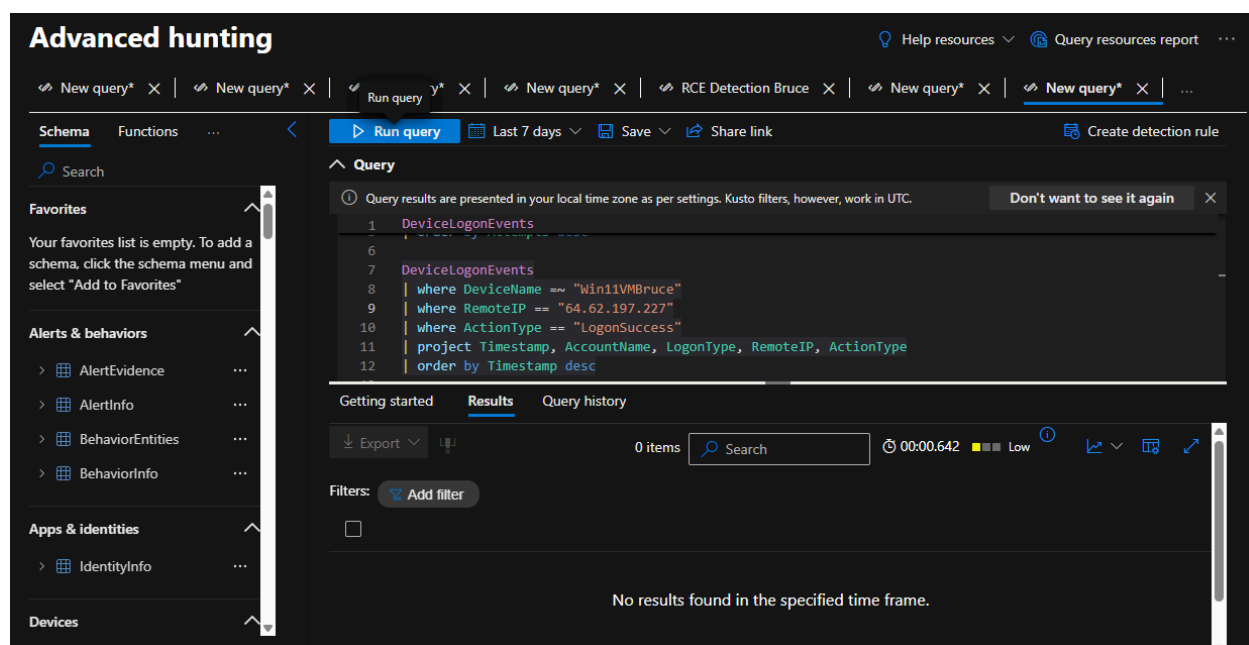 Advanced hunting
Help resources
Query resources report
New query*
New query*
y*
New query*
RCE Detection Bruce
New query*
New query*
Run query
Schema
Functions
Run query
Last 7 days
Save
Share link
Create detection rule
Search
Query
Query results are presented in your local time zone as per settings. Kusto filters, however, work in UTC.
Don't want to see it again
Favorites
Your favorites list is empty. To add a
schema, click the schema menu and
select "Add to Favorites"
1 DeviceLogonEvents
6
7 DeviceLogonEvents
8 | where DeviceName =~ "Win11VMBruce"
9 | where RemoteIP == "64.62.197.227"
10 | where ActionType == "LogonSuccess"
11 | project Timestamp, AccountName, LogonType, RemoteIP, ActionType
12 | order by Timestamp desc
Alerts & behaviors
AlertEvidence
AlertInfo
BehaviorEntities
BehaviorInfo
Apps & identities
IdentityInfo
Devices
Getting started
Results
Query history
Export
0 items
Search
00:00.642
Low
Filters:
Add filter
No results found in the specified time frame.